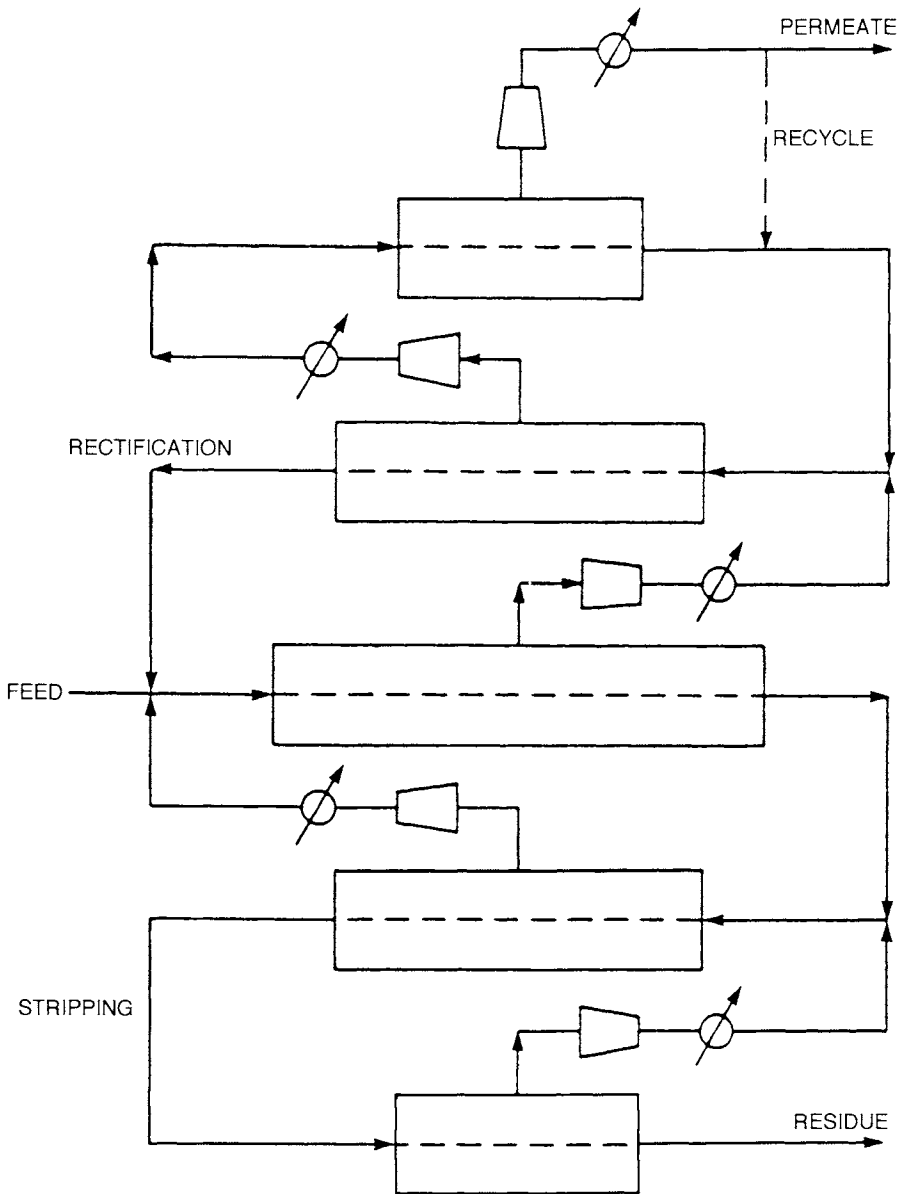 PERMEATE
RECYCLE
RECTIFICATION
FEED
STRIPPING
RESIDUE